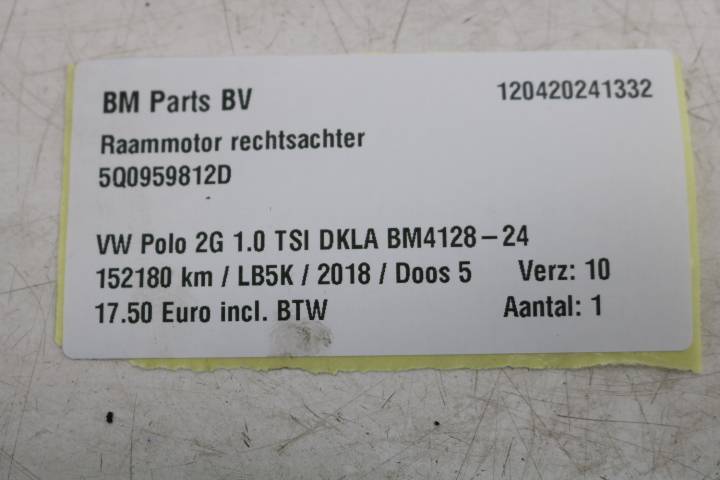 BM Parts BV 120420241332
Raammotor rechtsachter
5Q0959812D
VW Polo 2G 1.0 TSI DKLA BM4128-24
152180 km / LB5K / 2018 / Doos 5 Verz: 10
17.50 Euro incl. BTW Aantal: 1